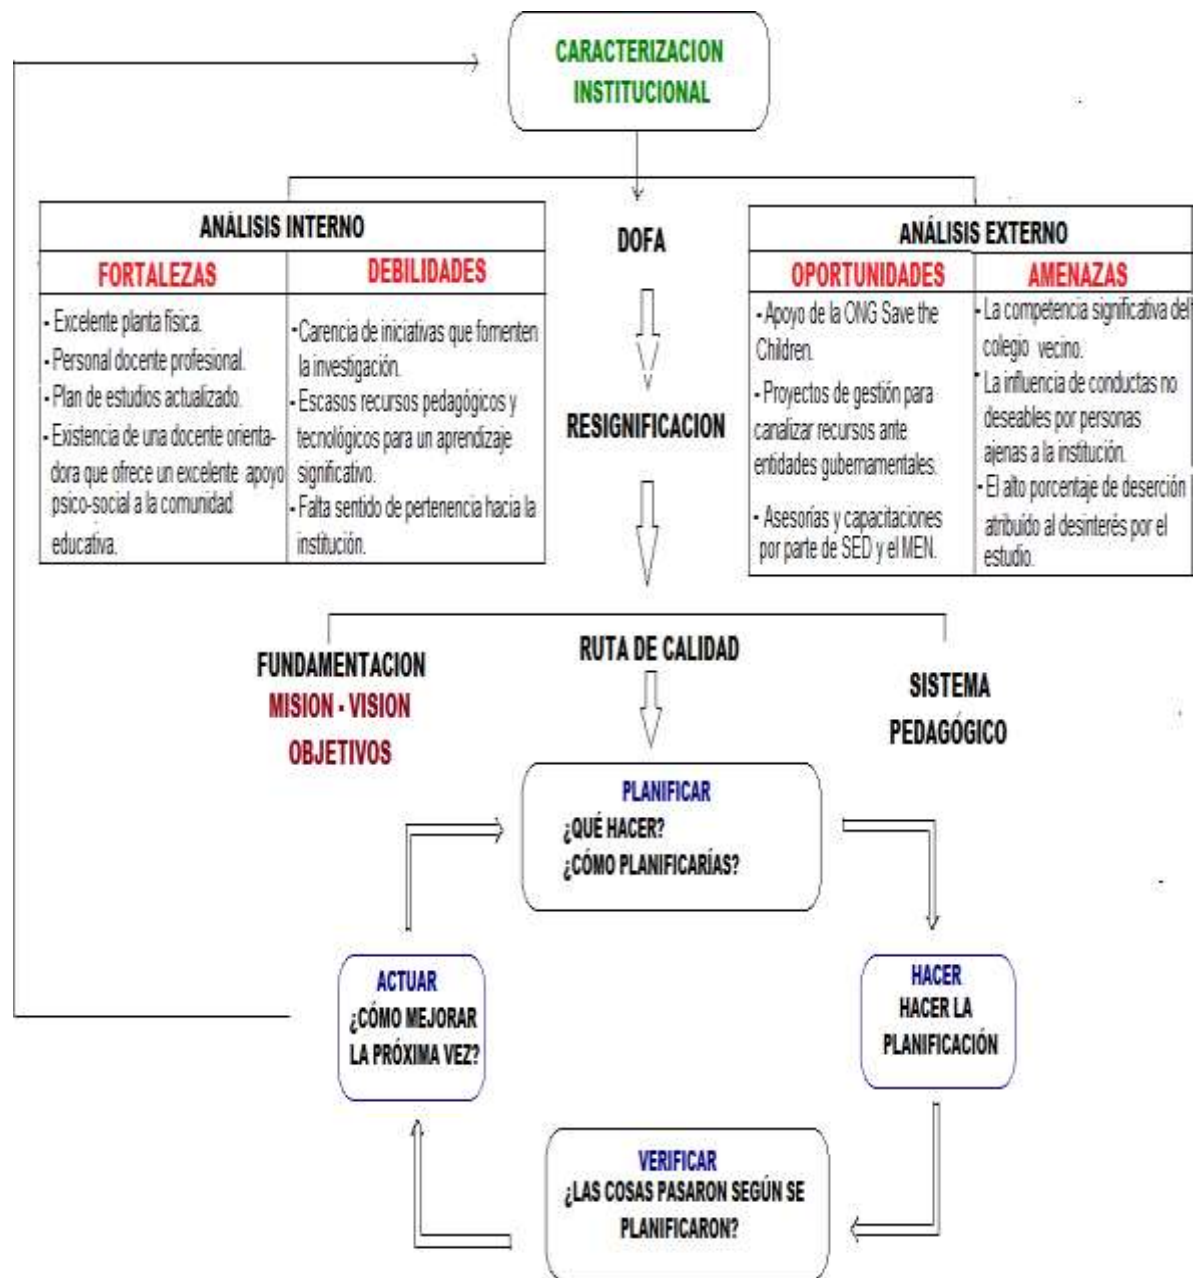 CARACTERIZACION
INSTITUCIONAL
ANÁLISIS INTERNO
FORTALEZAS
- Excelente planta física.
- Personal docente profesional.
- Plan de estudios actualizado.
- Existencia de una docente orienta-
dora que ofrece un excelente apoyo
psico-social a la comunidad
educativa.
DEBILIDADES
- Carencia de iniciativas que fomenten
la investigación.
- Escasos recursos pedagógicos y
tecnológicos para un aprendizaje
significativo.
- Falta sentido de pertenencia hacia la
institución.
DOFA
RESIGNIFICACION
ANÁLISIS EXTERNO
OPORTUNIDADES
- Apoyo de la ONG Save the
Children.
- Proyectos de gestión para
canalizar recursos ante
entidades gubernamentales.
- Asesorías y capacitaciones
por parte de SED y el MEN.
AMENAZAS
- La competencia significativa del
colegio vecino.
- La influencia de conductas no
deseables por personas
ajenas a la institución.
- El alto porcentaje de deserción
atribuído al desinterés por el
estudio.
FUNDAMENTACION
MISION - VISION
OBJETIVOS
RUTA DE CALIDAD
SISTEMA
PEDAGÓGICO
PLANIFICAR
¿QUÉ HACER?
¿CÓMO PLANIFICARÍAS?
ACTUAR
¿CÓMO MEJORAR
LA PRÓXIMA VEZ?
HACER
HACER LA
PLANIFICACIÓN
VERIFICAR
¿LAS COSAS PASARON SEGÚN SE
PLANIFICARON?